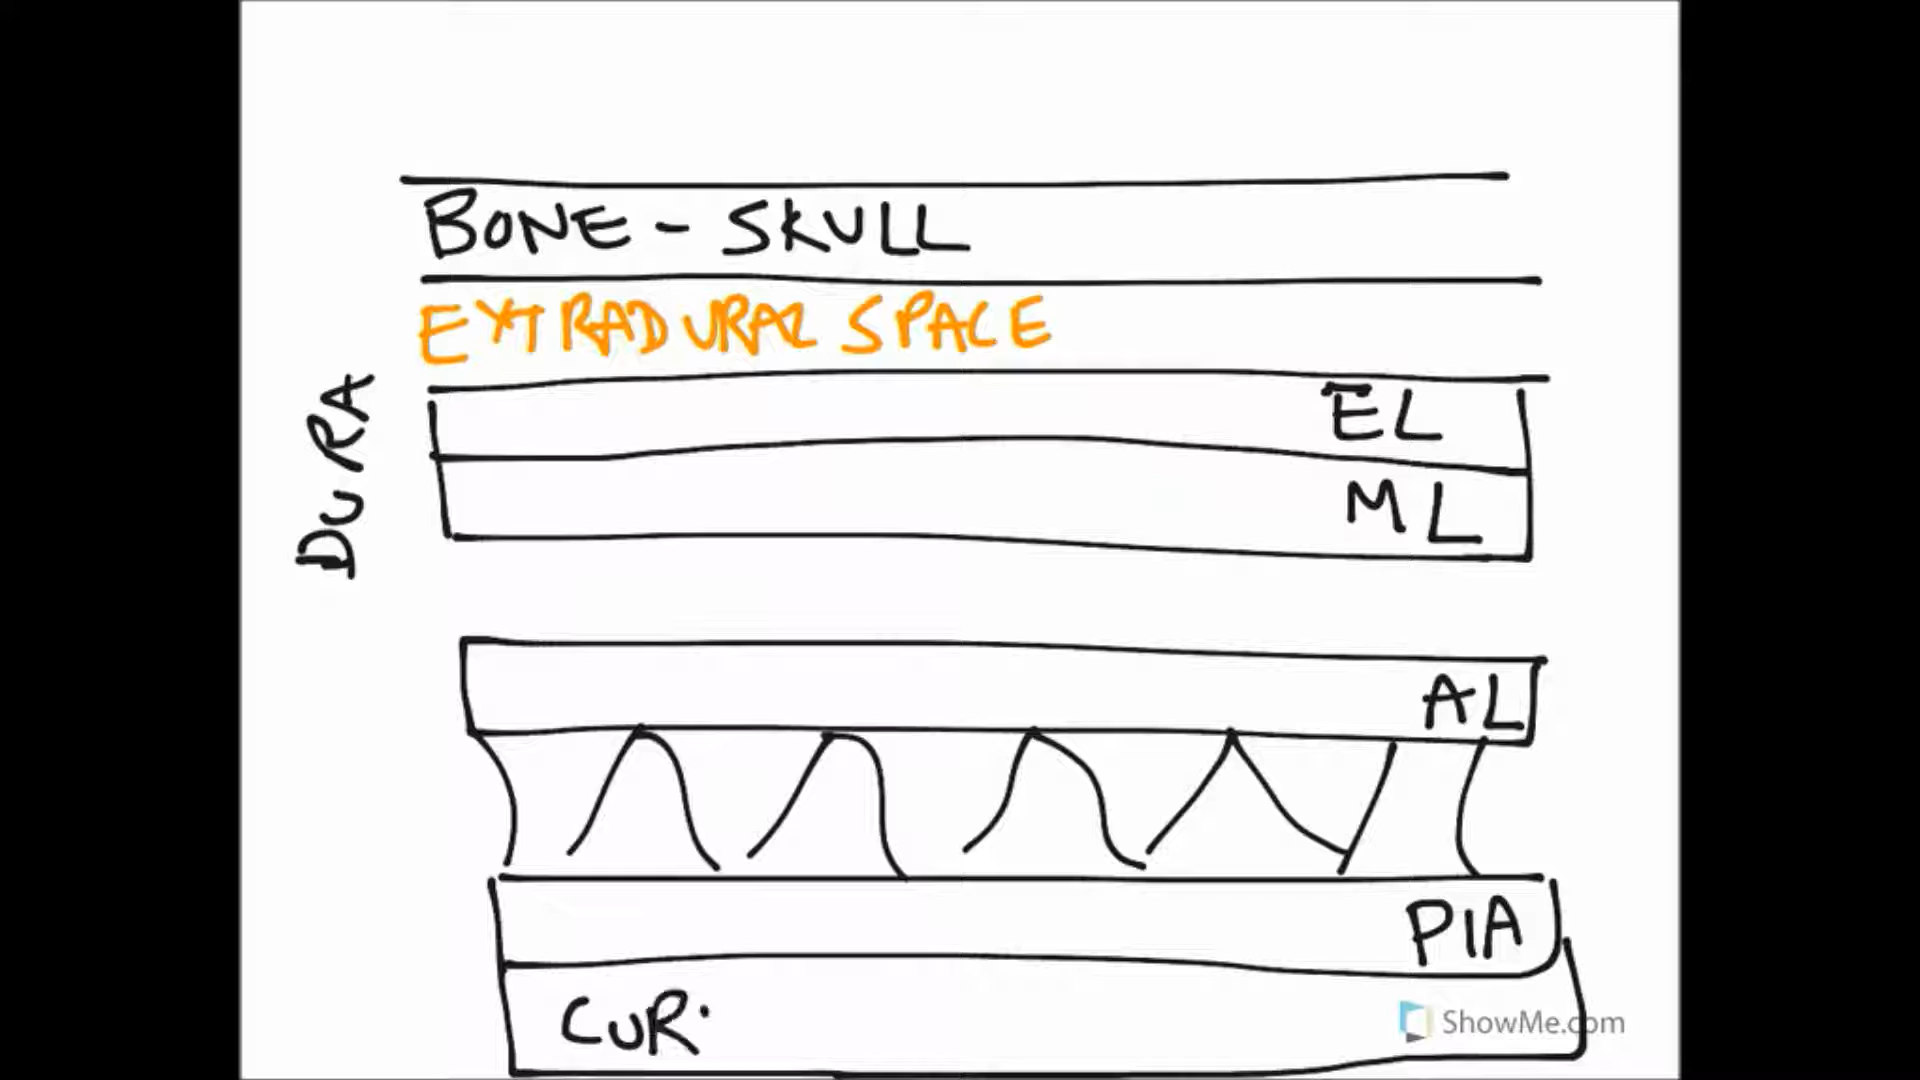 BONE - SKULL
EXTRADURAL SPACE
DURA
EL
ML
AL
PIA
CUR.
ShowMe.com